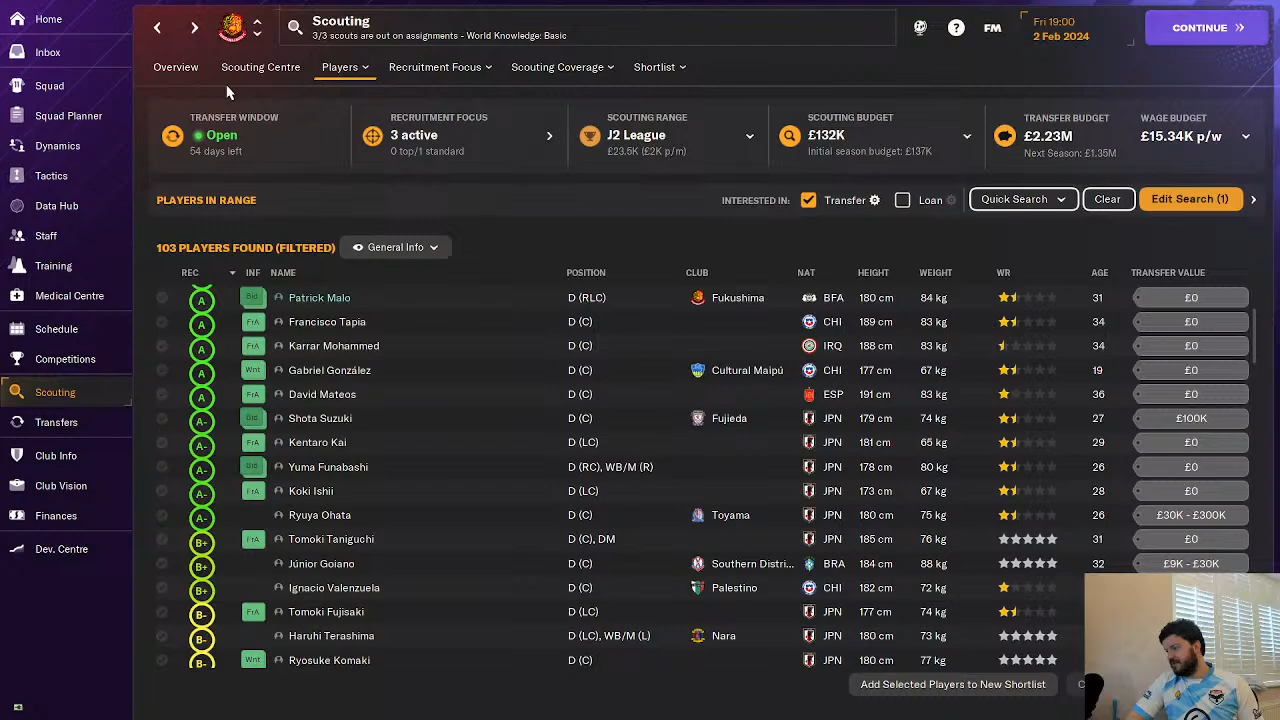 Home
Inbox
Squad
Squad Planner
Dynamics
Tactics
Data Hub
Staff
Training
Medical Centre
Schedule
Competitions
Scouting
Transfers
Club Info
Club Vision
Finances
Dev. Centre
Scouting
3/3 scouts are out on assignments - World Knowledge: Basic
? FM
Fri 19:00
2 Feb 2024
CONTINUE
Overview Scouting Centre Players Recruitment Focus Scouting Coverage Shortlist
TRANSFER WINDOW
Open
54 days left
RECRUITMENT FOCUS
3 active
0 top/1 standard
SCOUTING RANGE
J2 League
£23.5K (£2K p/m)
SCOUTING BUDGET
£132K
Initial season budget: £137K
TRANSFER BUDGET
£2.23M
Next Season: £1.35M
WAGE BUDGET
£15.34K p/w
PLAYERS IN RANGE INTERESTED IN: Transfer Loan Quick Search Clear Edit Search (1)
103 PLAYERS FOUND (FILTERED) General Info
REC INF NAME POSITION CLUB NAT HEIGHT WEIGHT WR AGE TRANSFER VALUE
A Bid Patrick Malo D (RLC) Fukushima BFA 180 cm 84 kg 31 £0
A FrA Francisco Tapia D (C) CHI 189 cm 83 kg 34 £0
A FrA Karrar Mohammed D (C) IRQ 188 cm 83 kg 34 £0
A Wnt Gabriel González D (C) Cultural Maipú CHI 177 cm 67 kg 19 £0
A FrA David Mateos D (C) ESP 191 cm 83 kg 36 £0
A- Bid Shota Suzuki D (C) Fujieda JPN 179 cm 74 kg 27 £100K
A- FrA Kentaro Kai D (LC) JPN 181 cm 65 kg 29 £0
A- Bid Yuma Funabashi D (RC), WB/M (R) JPN 178 cm 80 kg 26 £0
A- FrA Koki Ishii D (LC) JPN 173 cm 67 kg 28 £0
A- Ryuya Ohata D (C) Toyama JPN 180 cm 75 kg 26 £30K - £300K
B+ FrA Tomoki Taniguchi D (C), DM JPN 185 cm 76 kg 31 £0
B+ Júnior Goiano D (C) Southern Distri... BRA 184 cm 88 kg 32 £9K - £30K
B+ Ignacio Valenzuela D (C) Palestino CHI 182 cm 72 kg
B- FrA Tomoki Fujisaki D (LC) JPN 177 cm 74 kg
B- Haruhi Terashima D (LC), WB/M (L) Nara JPN 180 cm 73 kg
B- Wnt Ryosuke Komaki D (C) JPN 180 cm 77 kg
Add Selected Players to New Shortlist